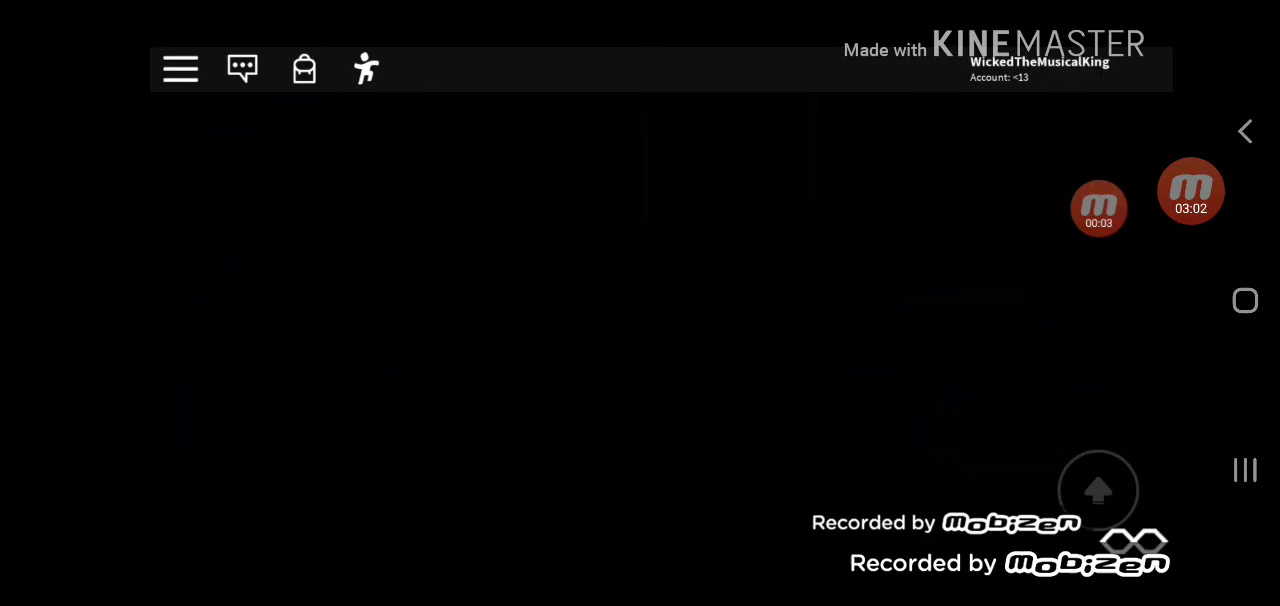 Made with KINEMASTER
WickedTheMusicalKing
Account: <13
03:02
00:03
Recorded by mobizen
Recorded by mobizen